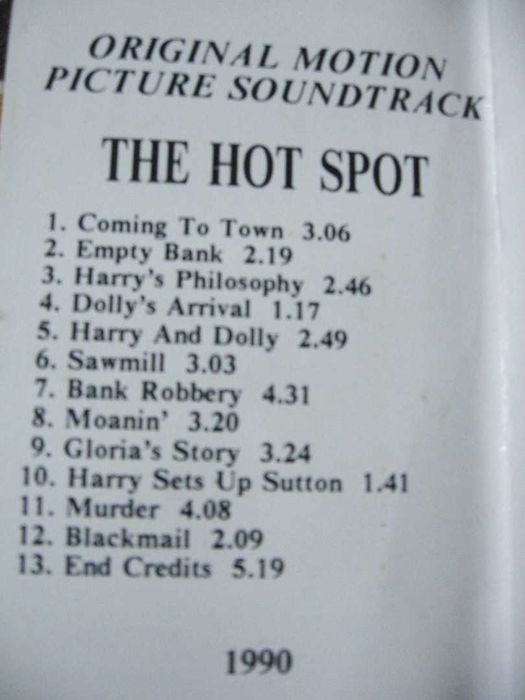 ORIGINAL MOTION
PICTURE SOUNDTRACK
THE HOT SPOT
1. Coming To Town 3.06
2. Empty Bank 2.19
3. Harry's Philosophy 2.46
4. Dolly's Arrival 1.17
5. Harry And Dolly 2.49
6. Sawmill 3.03
7. Bank Robbery 4.31
8. Moanin' 3.20
9. Gloria's Story 3.24
10. Harry Sets Up Sutton 1.41
11. Murder 4.08
12. Blackmail 2.09
13. End Credits 5.19
1990